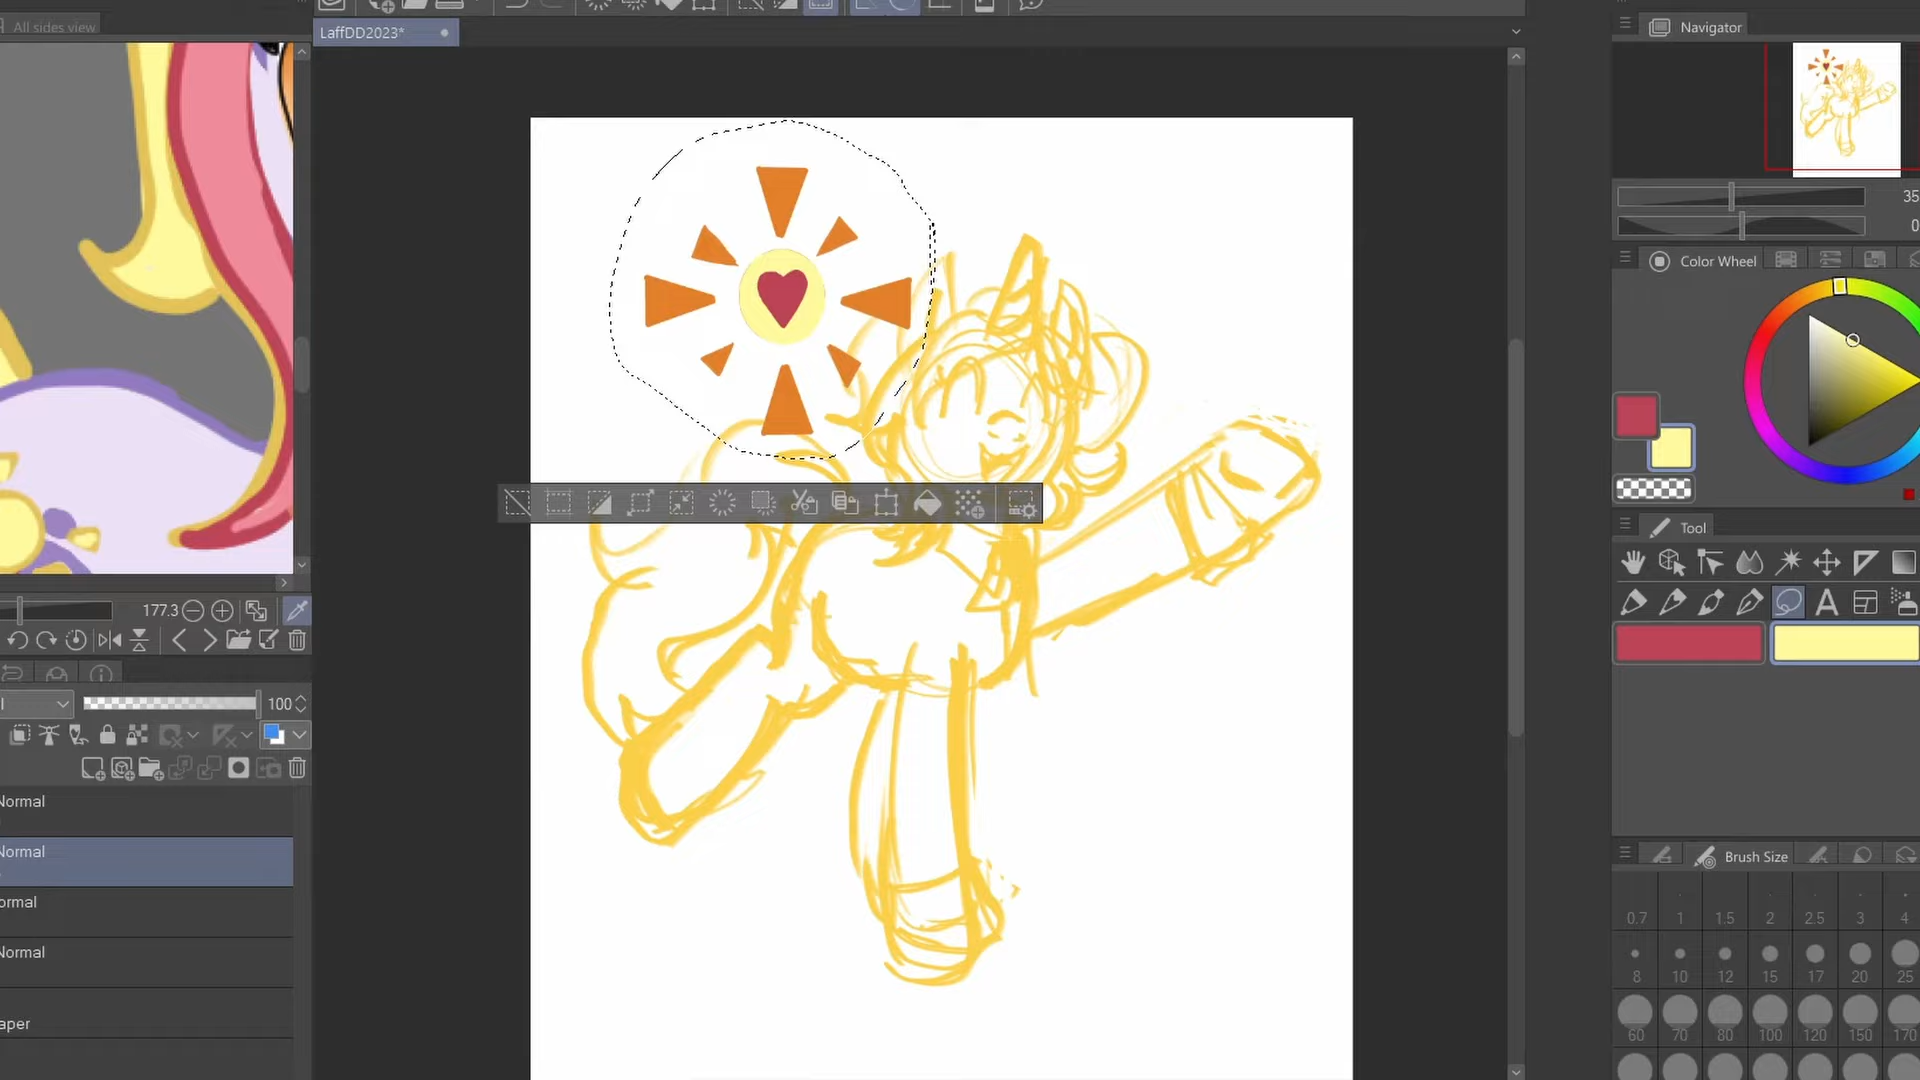 All sides view
LaffDD2023*
Navigator
35
0
Color Wheel
Tool
177.3
100
Normal
Normal
ormal
Normal
aper
Brush Size
0.7 1 1.5 2 2.5 3 4
8 10 12 15 17 20 25
60 70 80 100 120 150 170